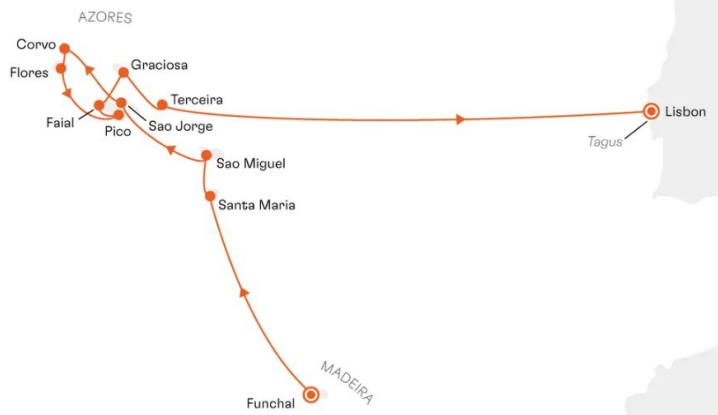 AZORES
Corvo
Graciosa
Flores
Terceira
Lisbon
Faial
Pico
Sao Jorge
Tagus
Sao Miguel
Santa Maria
MADEIRA
Funchal